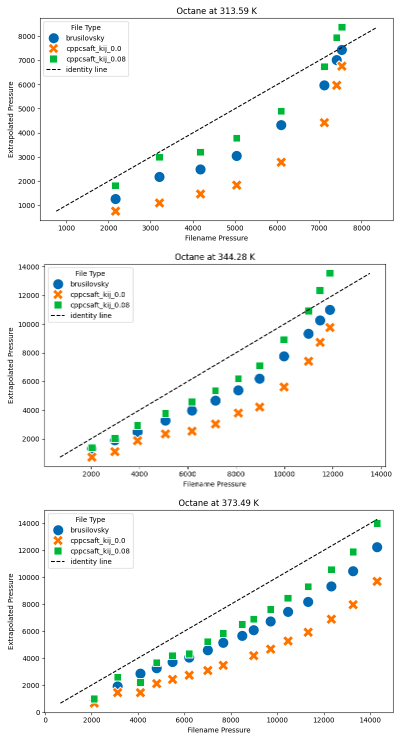 Octane at 313.59 K
File Type
brusilovsky
cppcsaft_kij_0.0
cppcsaft_kij_0.08
identity line
8000
7000
6000
5000
4000
3000
2000
1000
Extrapolated Pressure
1000 2000 3000 4000 5000 6000 7000 8000
Filename Pressure
Octane at 344.28 K
File Type
brusilovsky
cppcsaft_kij_0.0
cppcsaft_kij_0.08
identity line
14000
12000
10000
8000
6000
4000
2000
Extrapolated Pressure
2000 4000 6000 8000 10000 12000 14000
Filename Pressure
Octane at 373.49 K
File Type
brusilovsky
cppcsaft_kij_0.0
cppcsaft_kij_0.08
identity line
14000
12000
10000
8000
6000
4000
2000
0
Extrapolated Pressure
0 2000 4000 6000 8000 10000 12000 14000
Filename Pressure